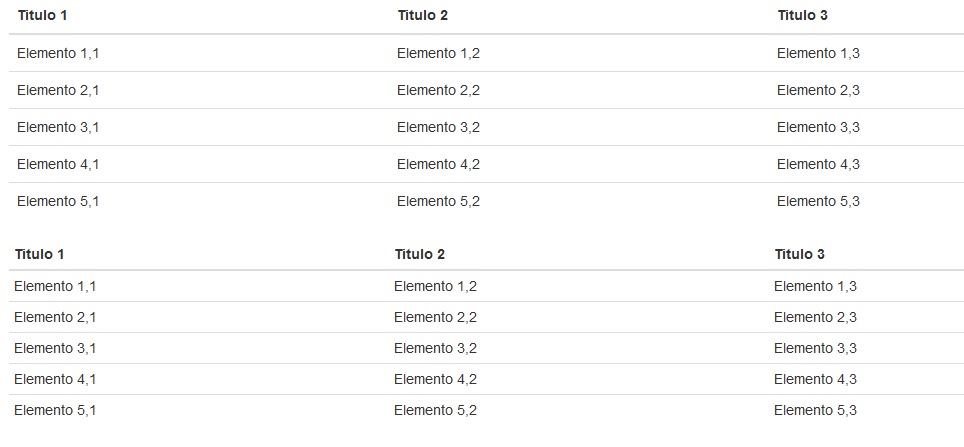 Titulo 1 Titulo 2 Titulo 3
Elemento 1,1 Elemento 1,2 Elemento 1,3
Elemento 2,1 Elemento 2,2 Elemento 2,3
Elemento 3,1 Elemento 3,2 Elemento 3,3
Elemento 4,1 Elemento 4,2 Elemento 4,3
Elemento 5,1 Elemento 5,2 Elemento 5,3
Titulo 1 Titulo 2 Titulo 3
Elemento 1,1 Elemento 1,2 Elemento 1,3
Elemento 2,1 Elemento 2,2 Elemento 2,3
Elemento 3,1 Elemento 3,2 Elemento 3,3
Elemento 4,1 Elemento 4,2 Elemento 4,3
Elemento 5,1 Elemento 5,2 Elemento 5,3